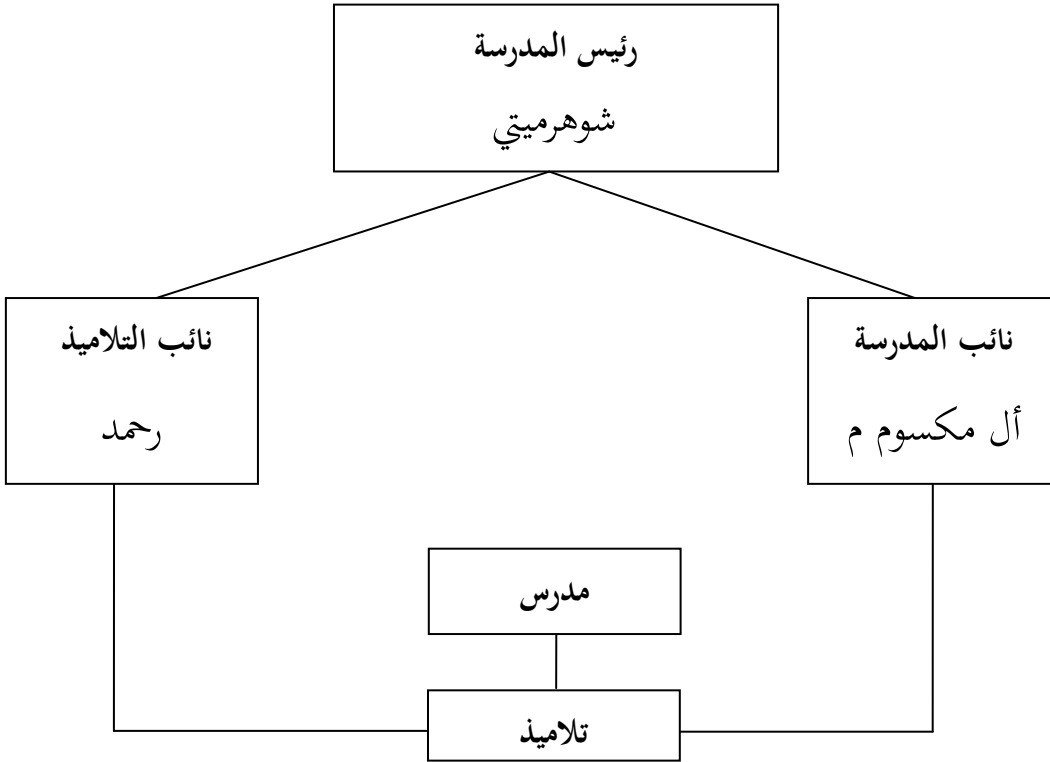 رئيس المدرسة
شوهرميتي
نائب المدرسة
أل مكسوم م
نائب التلاميذ
رحمد
مدرس
تلاميذ